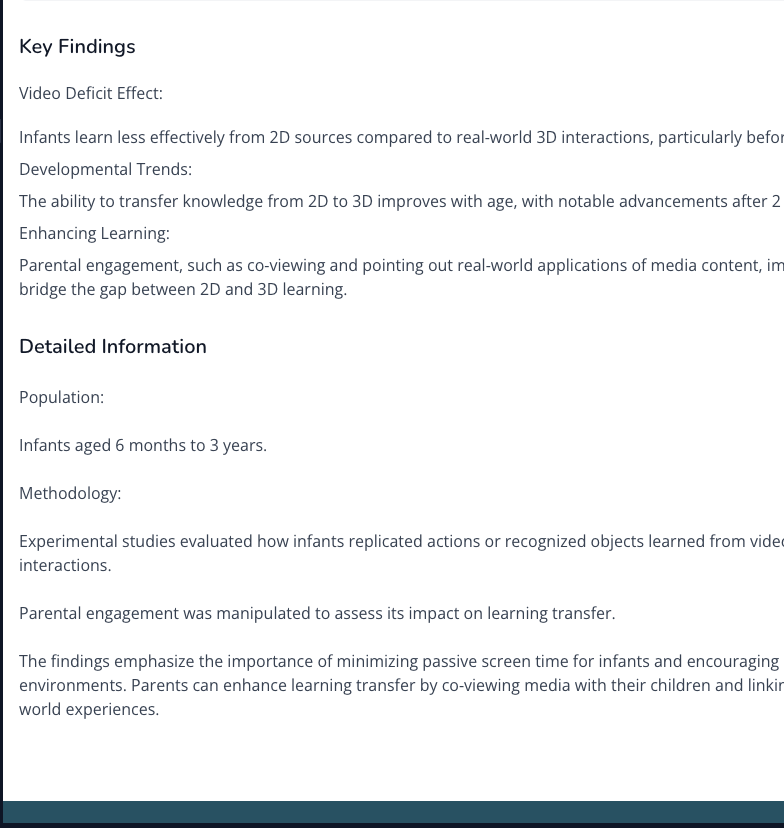 Key Findings
Video Deficit Effect:
Infants learn less effectively from 2D sources compared to real-world 3D interactions, particularly
Developmental Trends:
The ability to transfer knowledge from 2D to 3D improves with age, with notable advancements after 2
Enhancing Learning:
Parental engagement, such as co-viewing and pointing out real-world applications of media content,
bridge the gap between 2D and 3D learning.
Detailed Information
Population:
Infants aged 6 months to 3 years.
Methodology:
Experimental studies evaluated how infants replicated actions or recognized objects learned from
interactions.
Parental engagement was manipulated to assess its impact on learning transfer.
The findings emphasize the importance of minimizing passive screen time for infants and encouraging
environments. Parents can enhance learning transfer by co-viewing media with their children and
world experiences.